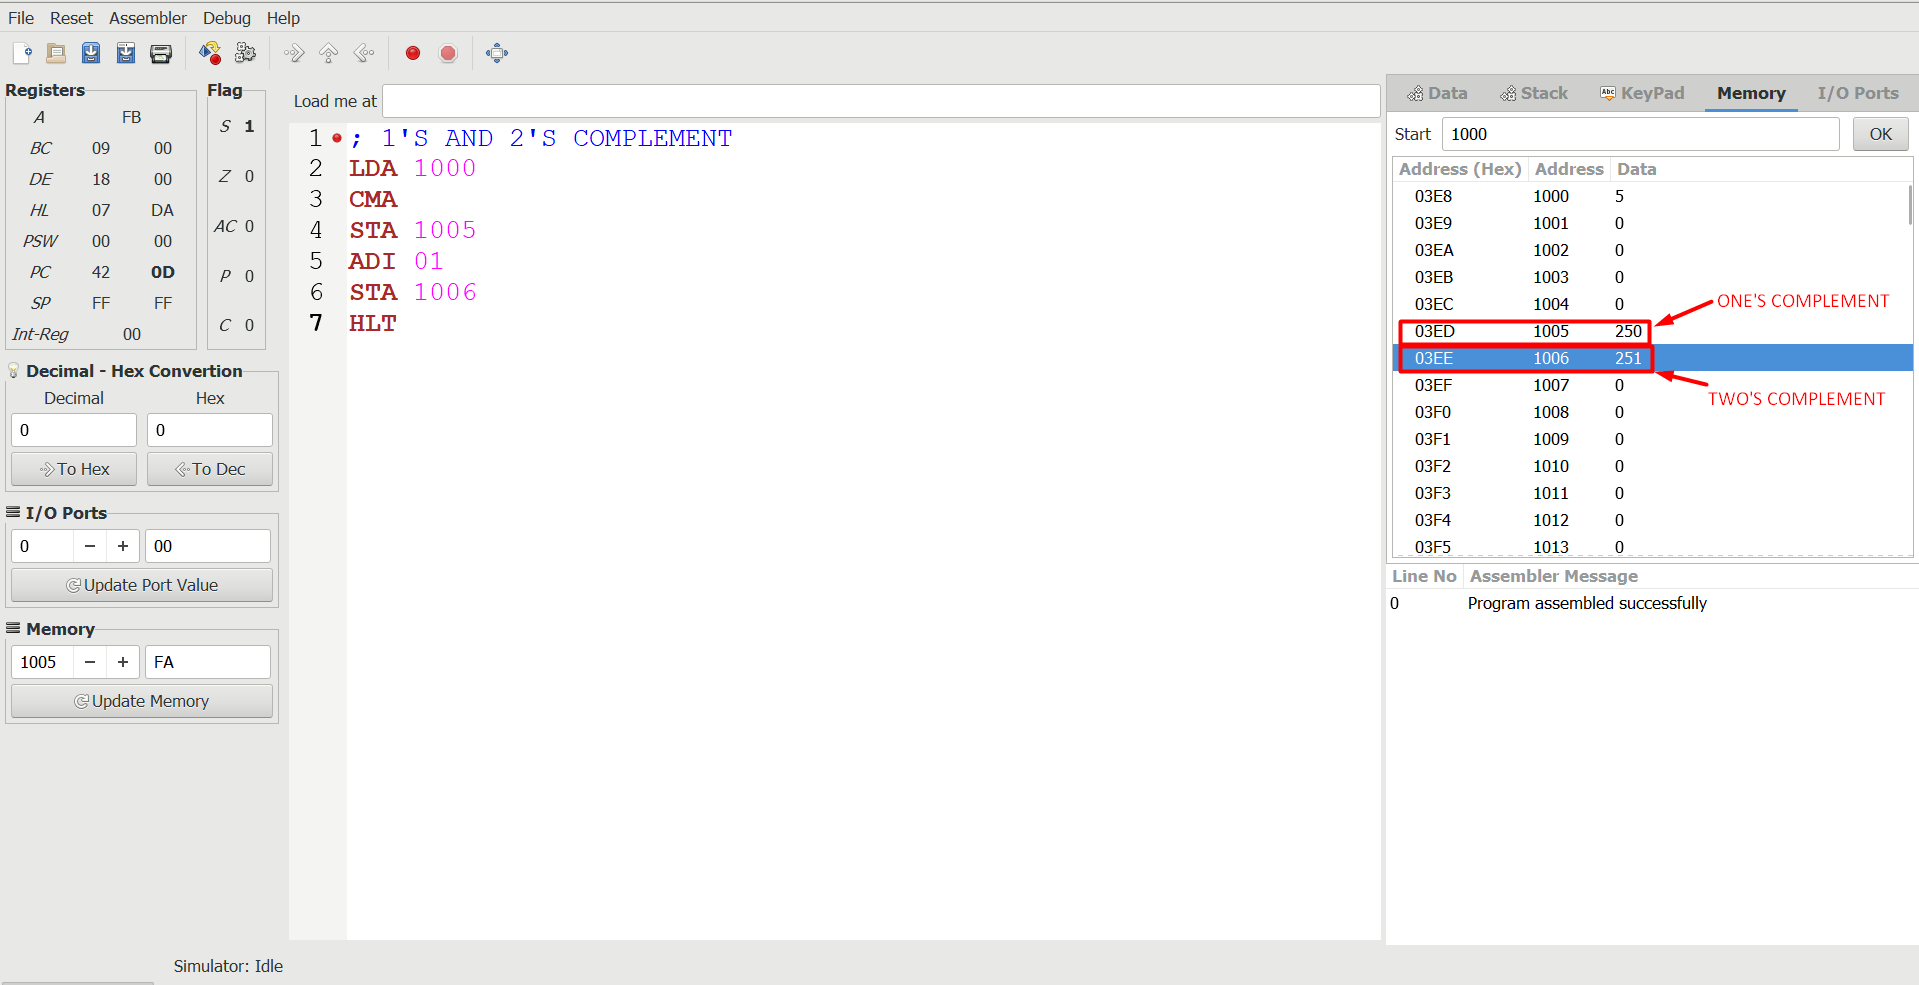 File Reset Assembler Debug Help
Registers
A FB
BC 09 00
DE 18 00
HL 07 DA
PSW 00 00
PC 42 0D
SP FF FF
Int-Reg 00
Flag
S 1
Z 0
AC 0
P 0
C 0
Decimal - Hex Convertion
Decimal Hex
0 0
To Hex To Dec
I/O Ports
0 − + 00
Update Port Value
Memory
1005 − + FA
Update Memory
Load me at
1 ; 1'S AND 2'S COMPLEMENT
2 LDA 1000
3 CMA
4 STA 1005
5 ADI 01
6 STA 1006
7 HLT
Data Stack Abc KeyPad Memory I/O Ports
Start 1000 OK
Address (Hex) Address Data
03E8 1000 5
03E9 1001 0
03EA 1002 0
03EB 1003 0
03EC 1004 0
03ED 1005 250
03EE 1006 251
03EF 1007 0
03F0 1008 0
03F1 1009 0
03F2 1010 0
03F3 1011 0
03F4 1012 0
03F5 1013 0
ONE'S COMPLEMENT
TWO'S COMPLEMENT
Line No Assembler Message
0 Program assembled successfully
Simulator: Idle